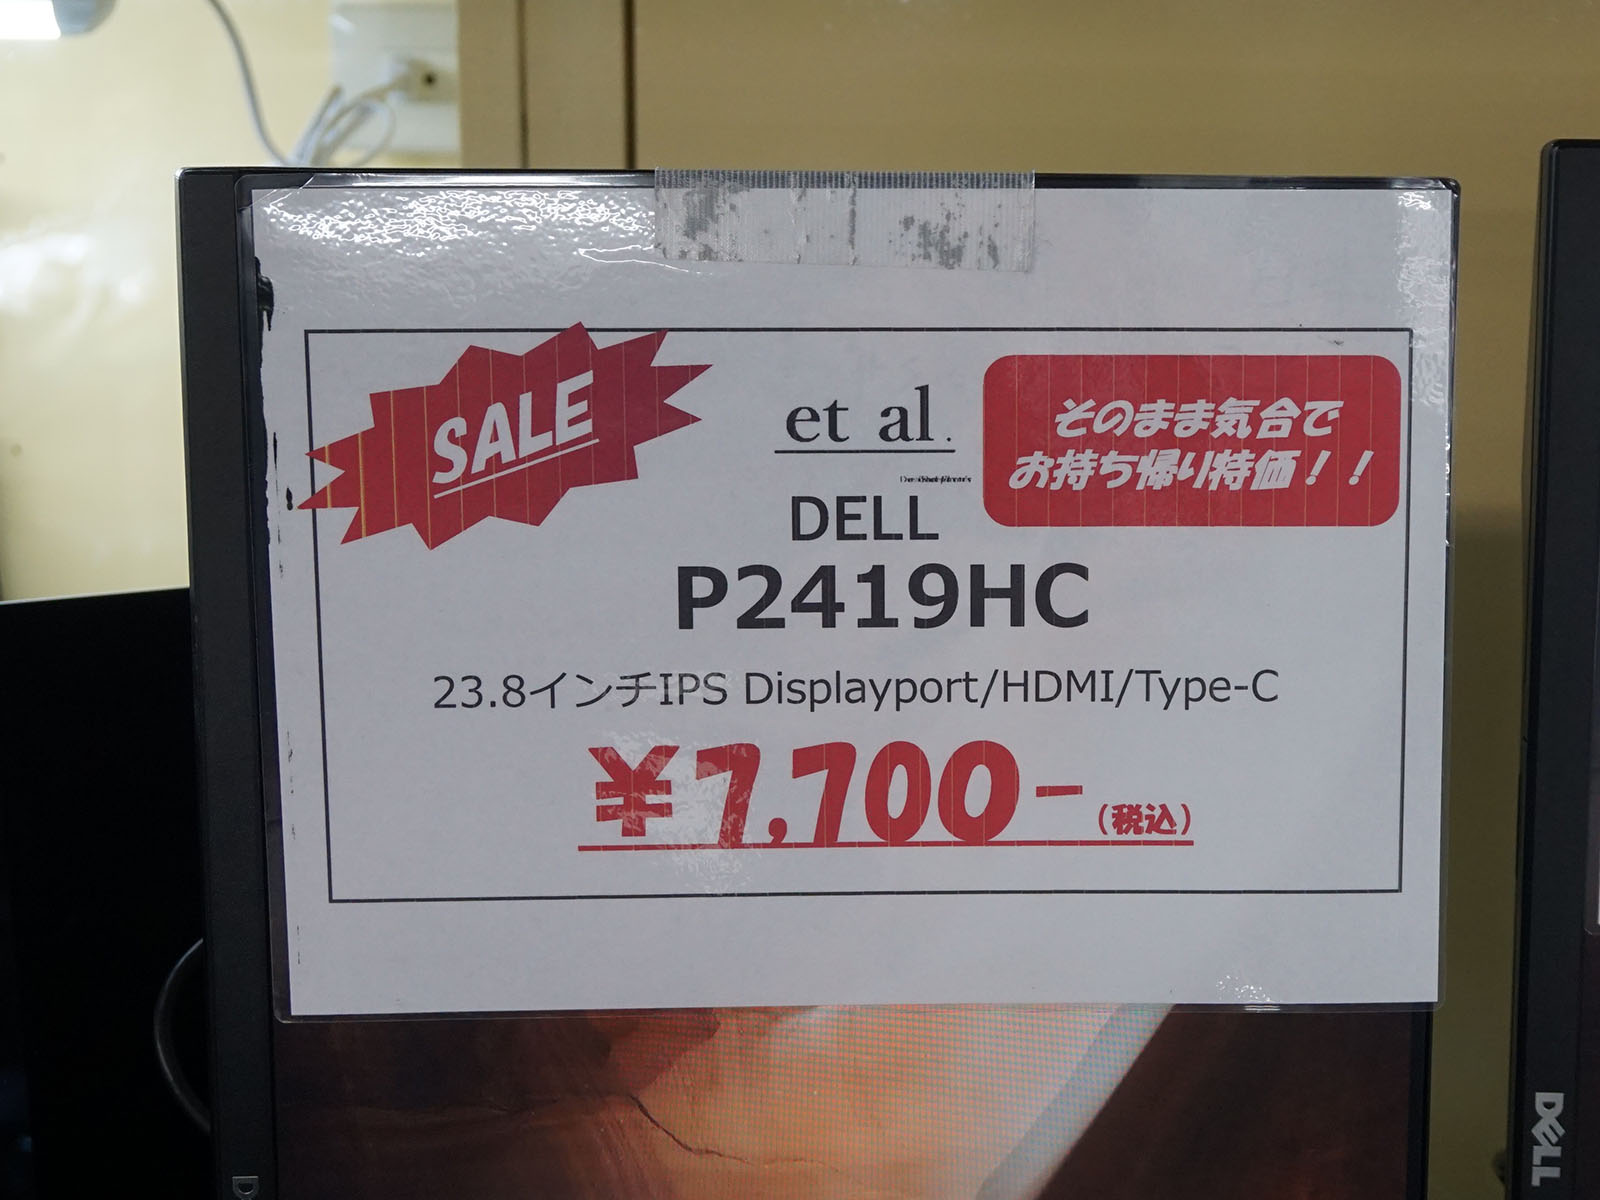 SALE
et al.
そのまま気合で
お持ち帰り特価！！
DELL
P2419HC
23.8インチIPS Displayport/HDMI/Type-C
¥7,700-（税込）
DELL